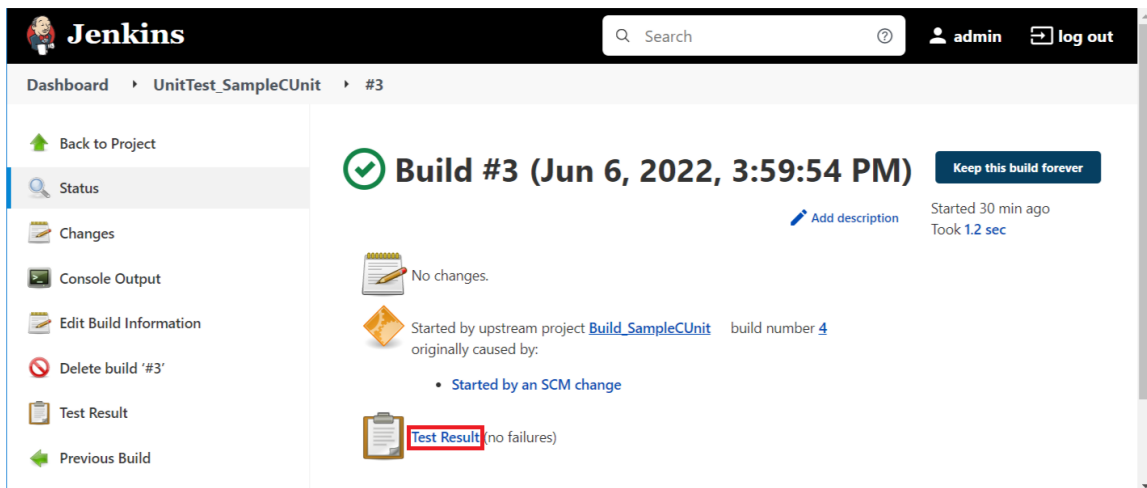 Jenkins
Search
admin
log out
Dashboard UnitTest_SampleCUnit #3
Back to Project
Status
Changes
Console Output
Edit Build Information
Delete build '#3'
Test Result
Previous Build
Build #3 (Jun 6, 2022, 3:59:54 PM)
Keep this build forever
Add description
Started 30 min ago
Took 1.2 sec
No changes.
Started by upstream project Build_SampleCUnit build number 4
originally caused by:
• Started by an SCM change
Test Result (no failures)